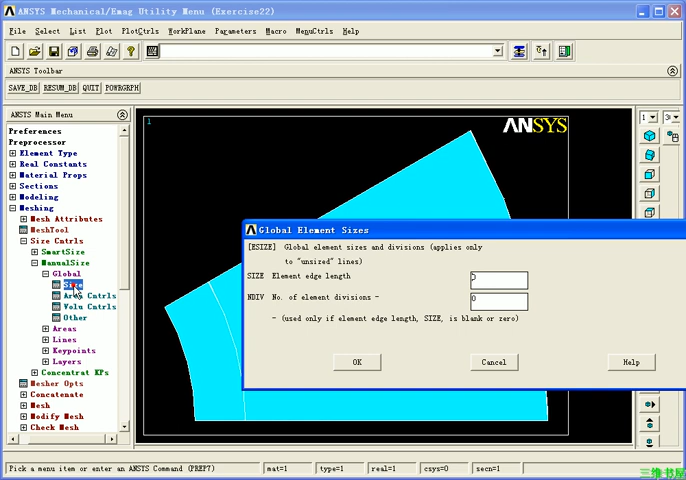 ANSYS Mechanical/Emag Utility Menu (Exercise22)
File Select List Plot PlotCtrls WorkPlane Parameters Macro MenuCtrls Help
ANSYS Toolbar
SAVE_DB RESUM_DB QUIT POWRGRPH
ANSYS Main Menu
Preferences
Preprocessor
Element Type
Real Constants
Material Props
Sections
Modeling
Meshing
Mesh Attributes
MeshTool
Size Cntrls
SmartSize
ManualSize
Global
Size
Area Cntrls
Volu Cntrls
Other
Areas
Lines
Keypoints
Layers
Concentrat KPs
Mesher Opts
Concatenate
Mesh
Modify Mesh
Check Mesh
1
ANSYS
Global Element Sizes
[ESIZE] Global element sizes and divisions (applies only
to "unsized" lines)
SIZE Element edge length
NDIV No. of element divisions -
0
- (used only if element edge length, SIZE, is blank or zero)
OK Cancel Help
1
Pick a menu item or enter an ANSYS Command (PREP7)
mat=1 type=1 real=1 csys=0 secn=1
三维书屋